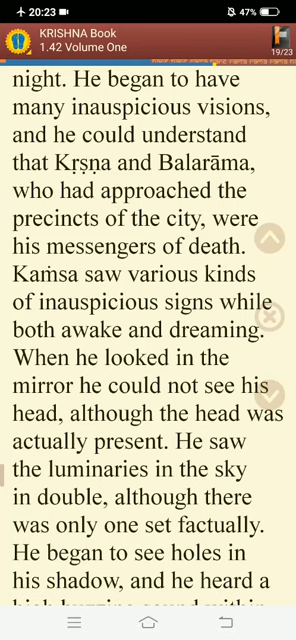 20:23
47%
KRISHNA Book
1.42 Volume One
19/23
night. He began to have
many inauspicious visions,
and he could understand
that Kṛṣṇa and Balarāma,
who had approached the
precincts of the city, were
his messengers of death.
Kaṁsa saw various kinds
of inauspicious signs while
both awake and dreaming.
When he looked in the
mirror he could not see his
head, although the head was
actually present. He saw
the luminaries in the sky
in double, although there
was only one set factually.
He began to see holes in
his shadow, and he heard a
high buzzing sound within